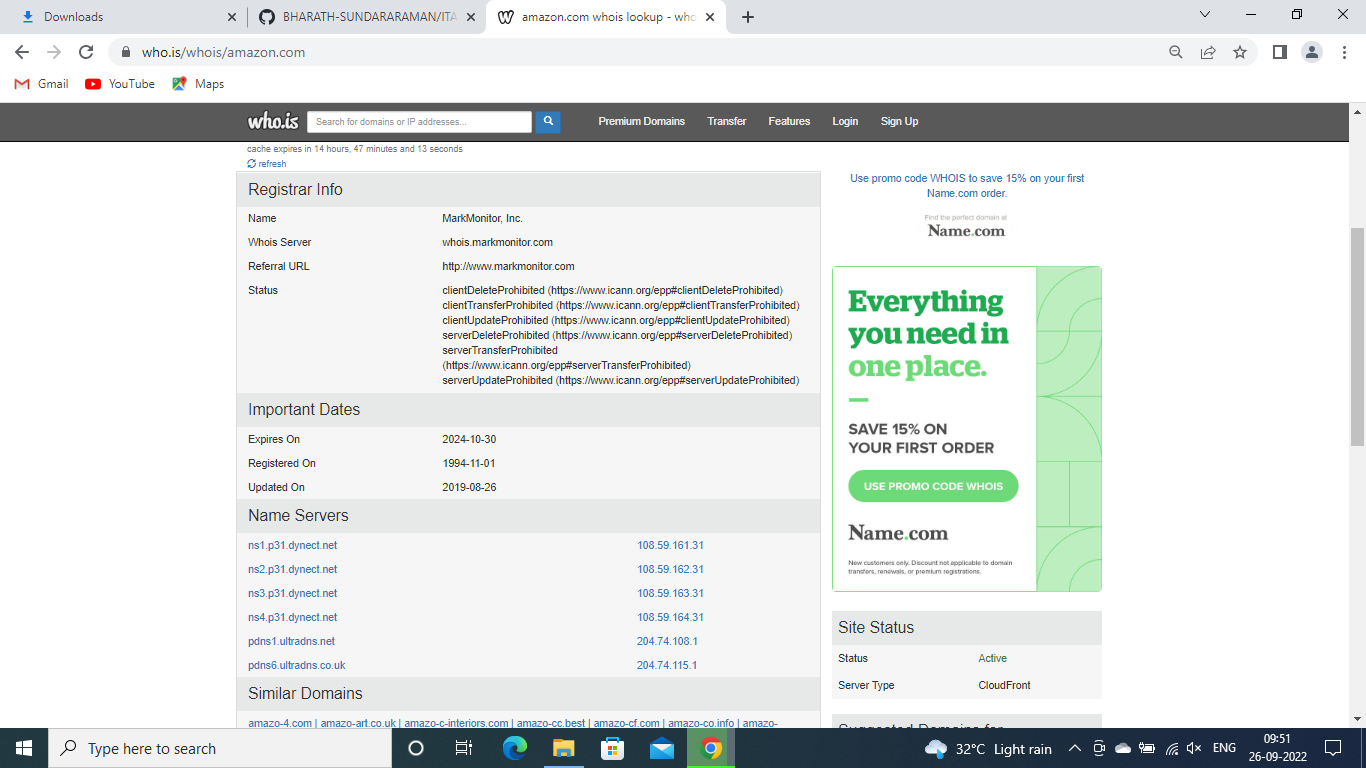 Downloads
BHARATH-SUNDARARAMAN/ITA
amazon.com whois lookup - who
who.is/whois/amazon.com
Gmail YouTube Maps
who.is Search for domains or IP addresses... Premium Domains Transfer Features Login Sign Up
cache expires in 14 hours, 47 minutes and 13 seconds
refresh
Registrar Info
Name MarkMonitor, Inc.
Whois Server whois.markmonitor.com
Referral URL http://www.markmonitor.com
Status clientDeleteProhibited (https://www.icann.org/epp#clientDeleteProhibited)
clientTransferProhibited (https://www.icann.org/epp#clientTransferProhibited)
clientUpdateProhibited (https://www.icann.org/epp#clientUpdateProhibited)
serverDeleteProhibited (https://www.icann.org/epp#serverDeleteProhibited)
serverTransferProhibited
(https://www.icann.org/epp#serverTransferProhibited)
serverUpdateProhibited (https://www.icann.org/epp#serverUpdateProhibited)
Important Dates
Expires On 2024-10-30
Registered On 1994-11-01
Updated On 2019-08-26
Name Servers
ns1.p31.dynect.net 108.59.161.31
ns2.p31.dynect.net 108.59.162.31
ns3.p31.dynect.net 108.59.163.31
ns4.p31.dynect.net 108.59.164.31
pdns1.ultradns.net 204.74.108.1
pdns6.ultradns.co.uk 204.74.115.1
Similar Domains
amazo-4.com | amazo-art.co.uk | amazo-c-interiors.com | amazo-cc.best | amazo-cf.com | amazo-co.info | amazo-
Use promo code WHOIS to save 15% on your first
Name.com order.
Find the perfect domain at
Name.com
Everything
you need in
one place.
SAVE 15% ON
YOUR FIRST ORDER
USE PROMO CODE WHOIS
Name.com
New customers only. Discount not applicable to domain
transfers, renewals, or premium registrations.
Site Status
Status Active
Server Type CloudFront
Suggested Domains for
Type here to search
32°C Light rain
ENG
09:51
26-09-2022